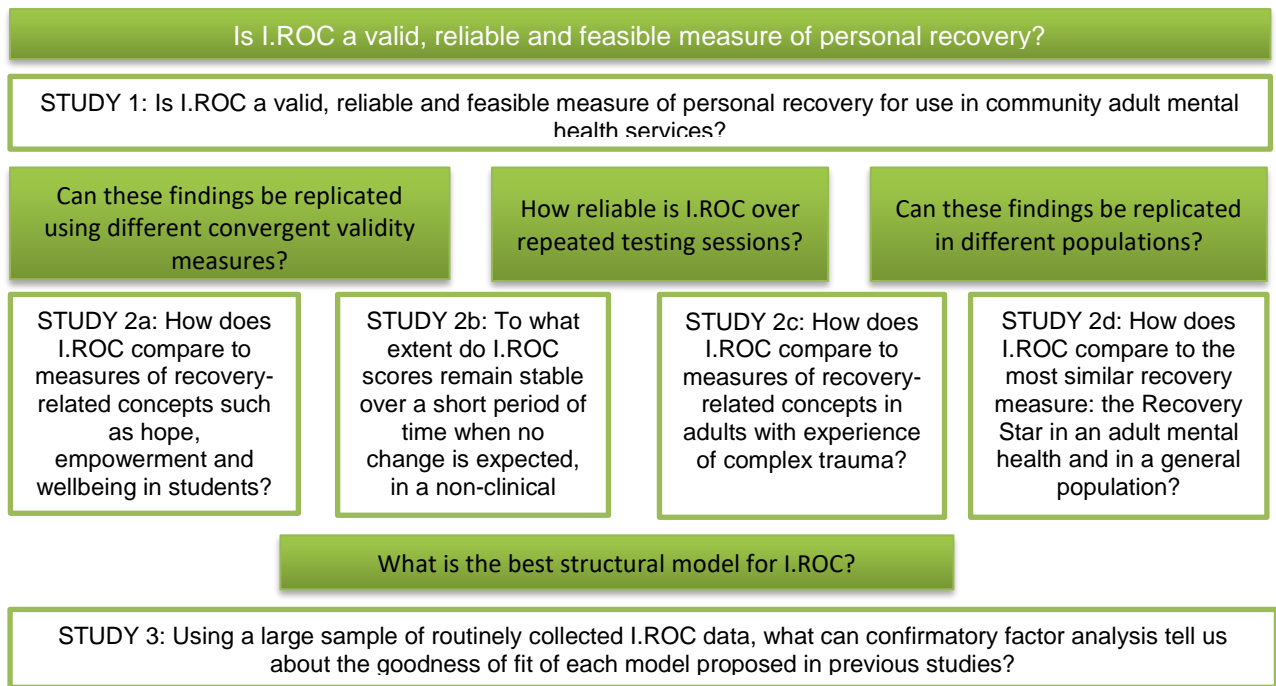 Is I.ROC a valid, reliable and feasible measure of personal recovery?
STUDY 1: Is I.ROC a valid, reliable and feasible measure of personal recovery for use in community adult mental
health services?
Can these findings be replicated
using different convergent validity
measures?
How reliable is I.ROC over
repeated testing sessions?
Can these findings be replicated
in different populations?
STUDY 2a: How does
I.ROC compare to
measures of recovery-
related concepts such
as hope,
empowerment and
wellbeing in students?
STUDY 2b: To what
extent do I.ROC
scores remain stable
over a short period of
time when no
change is expected,
in a non-clinical
STUDY 2c: How does
I.ROC compare to
measures of recovery-
related concepts in
adults with experience
of complex trauma?
STUDY 2d: How does
I.ROC compare to the
most similar recovery
measure: the Recovery
Star in an adult mental
health and in a general
population?
What is the best structural model for I.ROC?
STUDY 3: Using a large sample of routinely collected I.ROC data, what can confirmatory factor analysis tell us
about the goodness of fit of each model proposed in previous studies?